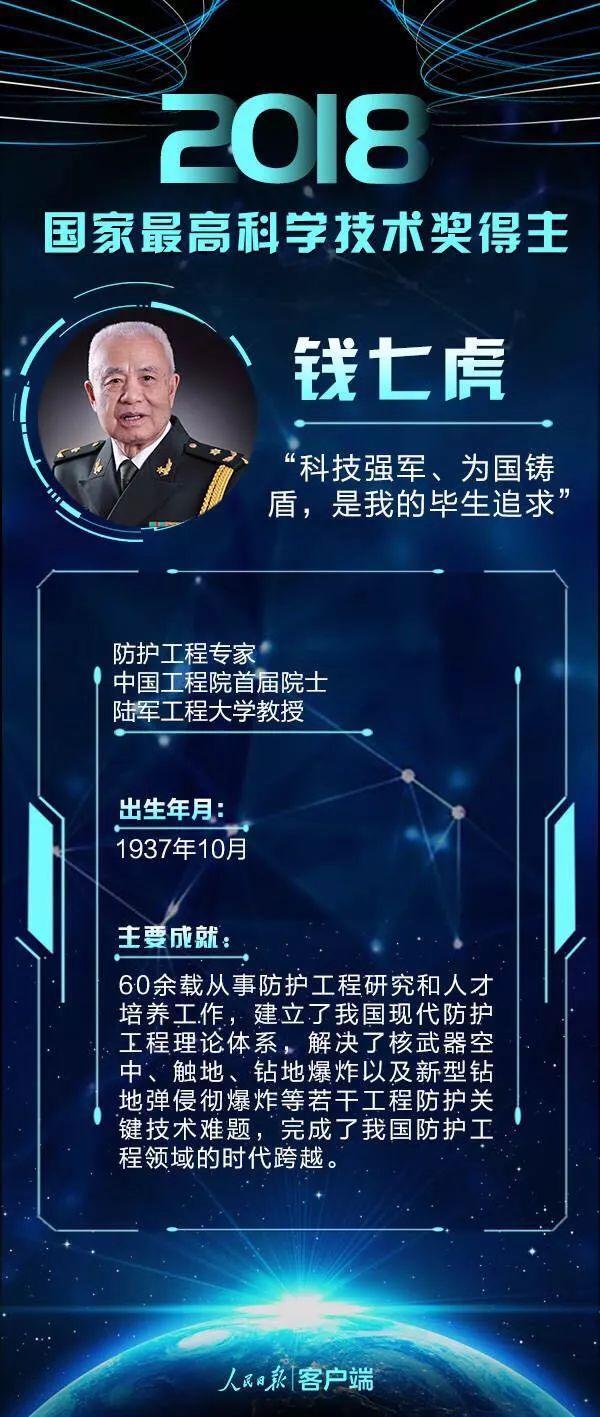 2018
国家最高科学技术奖得主
钱七虎
“科技强军、为国铸
盾，是我的毕生追求”
防护工程专家
中国工程院首届院士
陆军工程大学教授
出生年月：
1937年10月
主要成就：
60余载从事防护工程研究和人才
培养工作，建立了我国现代防护
工程理论体系，解决了核武器空
中、触地、钻地爆炸以及新型钻
地弹侵彻爆炸等若干工程防护关
键技术难题，完成了我国防护工
程领域的时代跨越。
人民日报|客户端